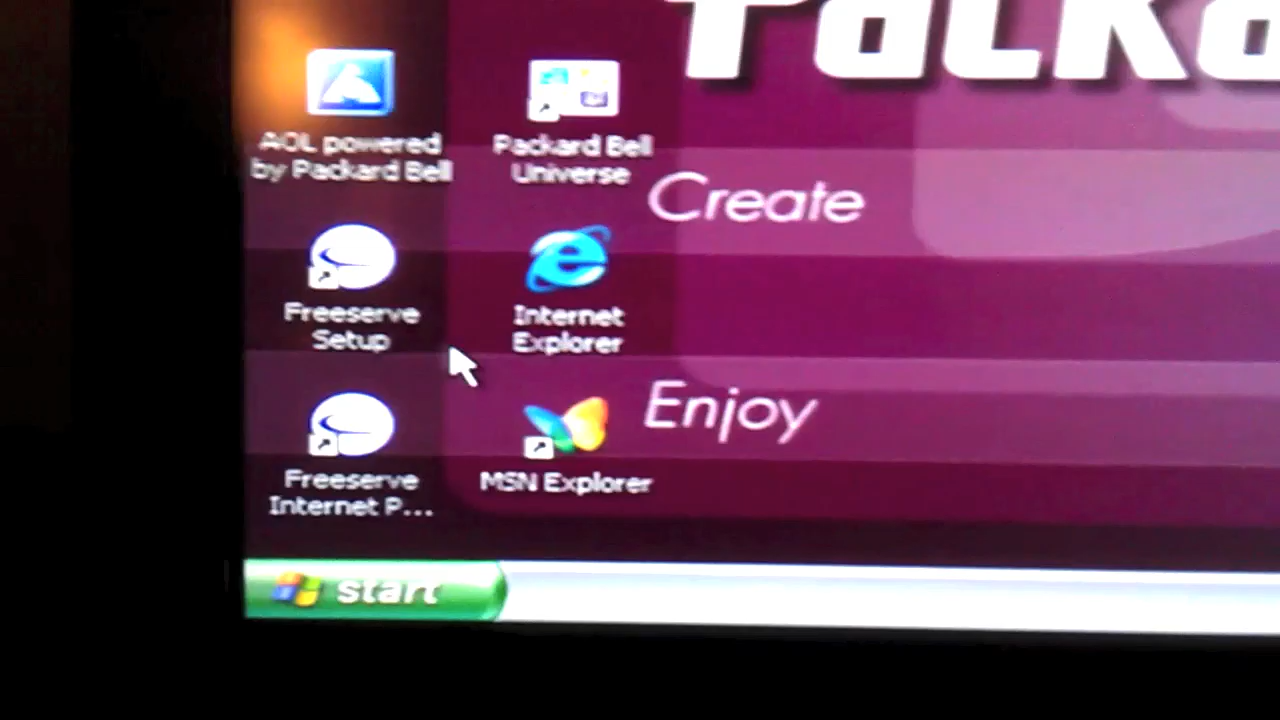 Packa
AOL powered
by Packard Bell
Packard Bell
Universe
Create
Freeserve
Setup
Internet
Explorer
Enjoy
Freeserve
Internet P...
MSN Explorer
start